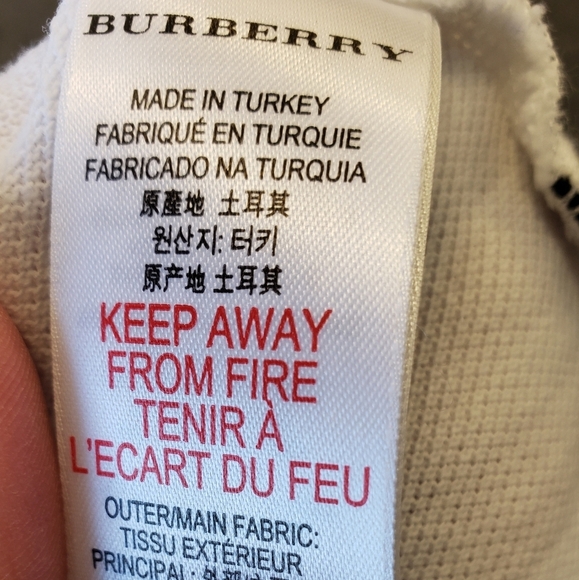 BURBERRY
MADE IN TURKEY
FABRIQUÉ EN TURQUIE
FABRICADO NA TURQUIA
原產地 土耳其
원산지: 터키
原产地 土耳其
KEEP AWAY
FROM FIRE
TENIR À
L'ECART DU FEU
OUTER/MAIN FABRIC:
TISSU EXTÉRIEUR
PRINCIPAL: